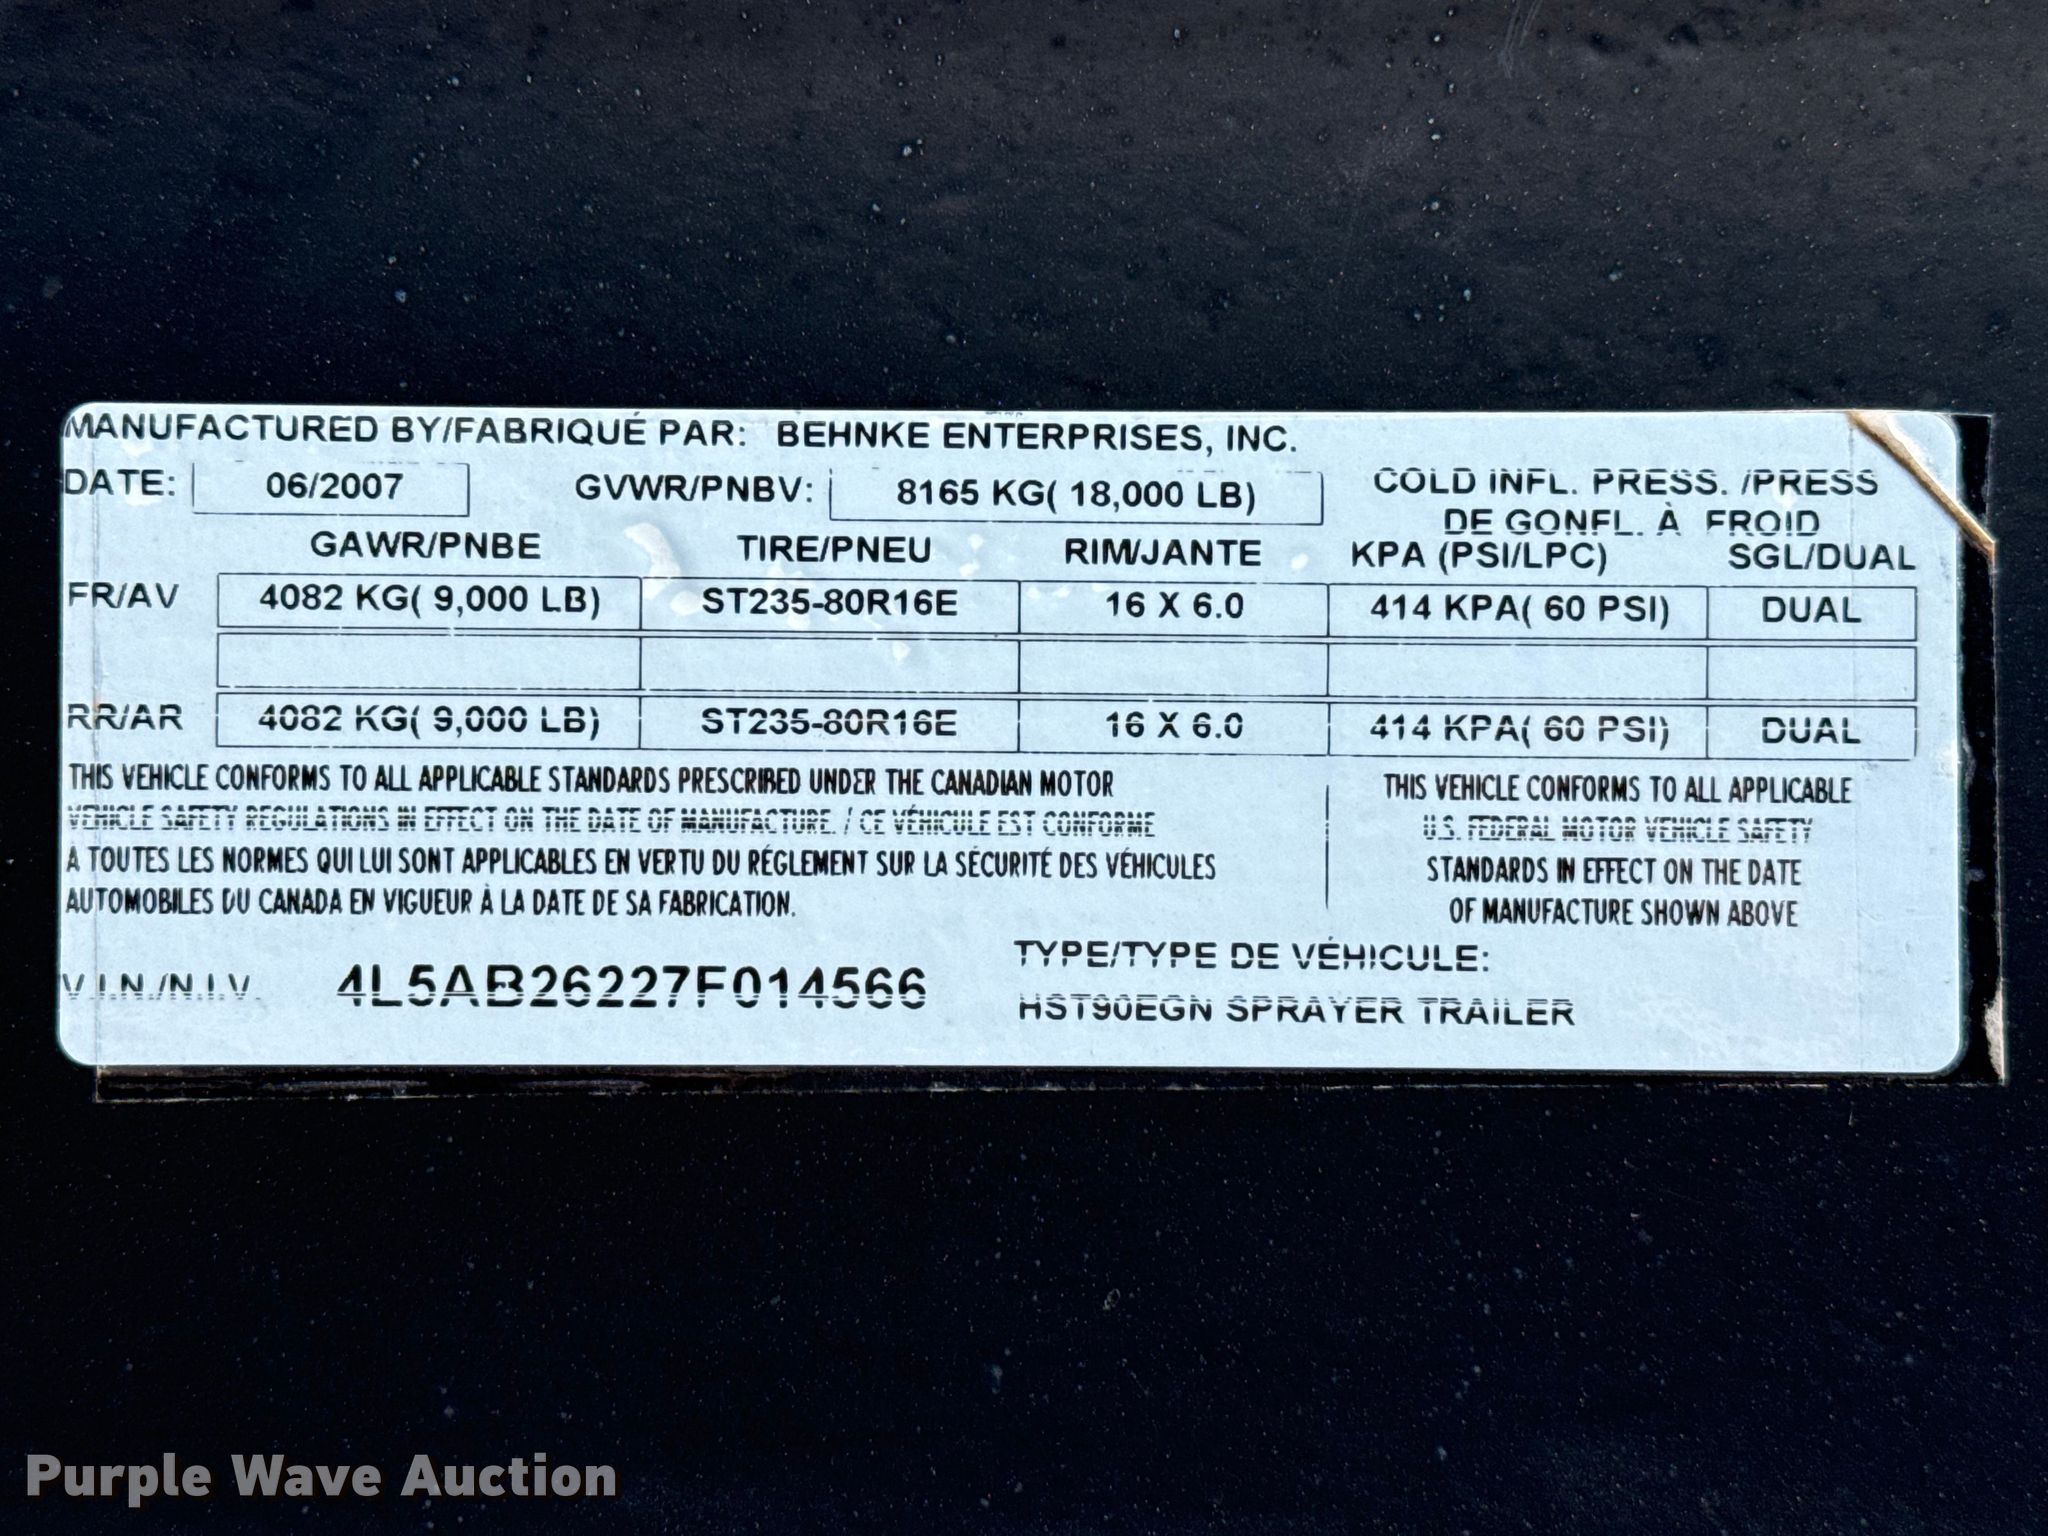 MANUFACTURED BY/FABRIQUÉ PAR: BEHNKE ENTERPRISES, INC.
DATE: 06/2007 GVWR/PNBV: 8165 KG( 18,000 LB) COLD INFL. PRESS. /PRESS
DE GONFL. À FROID
GAWR/PNBE TIRE/PNEU RIM/JANTE KPA (PSI/LPC) SGL/DUAL
FR/AV 4082 KG( 9,000 LB) ST235-80R16E 16 X 6.0 414 KPA( 60 PSI) DUAL
RR/AR 4082 KG( 9,000 LB) ST235-80R16E 16 X 6.0 414 KPA( 60 PSI) DUAL
THIS VEHICLE CONFORMS TO ALL APPLICABLE STANDARDS PRESCRIBED UNDER THE CANADIAN MOTOR
VEHICLE SAFETY REGULATIONS IN EFFECT ON THE DATE OF MANUFACTURE. / CE VÉHICULE EST CONFORME
À TOUTES LES NORMES QUI LUI SONT APPLICABLES EN VERTU DU RÉGLEMENT SUR LA SÉCURITÉ DES VÉHICULES
AUTOMOBILES DU CANADA EN VIGUEUR À LA DATE DE SA FABRICATION.
THIS VEHICLE CONFORMS TO ALL APPLICABLE
U.S. FEDERAL MOTOR VEHICLE SAFETY
STANDARDS IN EFFECT ON THE DATE
OF MANUFACTURE SHOWN ABOVE
V.I.N./N.I.V. 4L5AB26227F014566
TYPE/TYPE DE VÉHICULE:
HST90EGN SPRAYER TRAILER
Purple Wave Auction